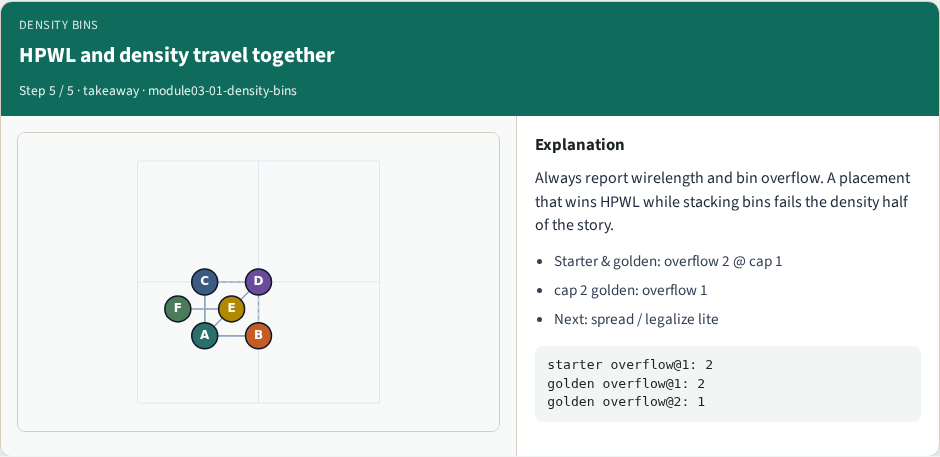 DENSITY BINS
HPWL and density travel together
Step 5 / 5 · takeaway · module03-01-density-bins
C
D
F
E
A
B
Explanation
Always report wirelength and bin overflow. A placement
that wins HPWL while stacking bins fails the density half
of the story.
• Starter & golden: overflow 2 @ cap 1
• cap 2 golden: overflow 1
• Next: spread / legalize lite
starter overflow@1: 2
golden overflow@1: 2
golden overflow@2: 1